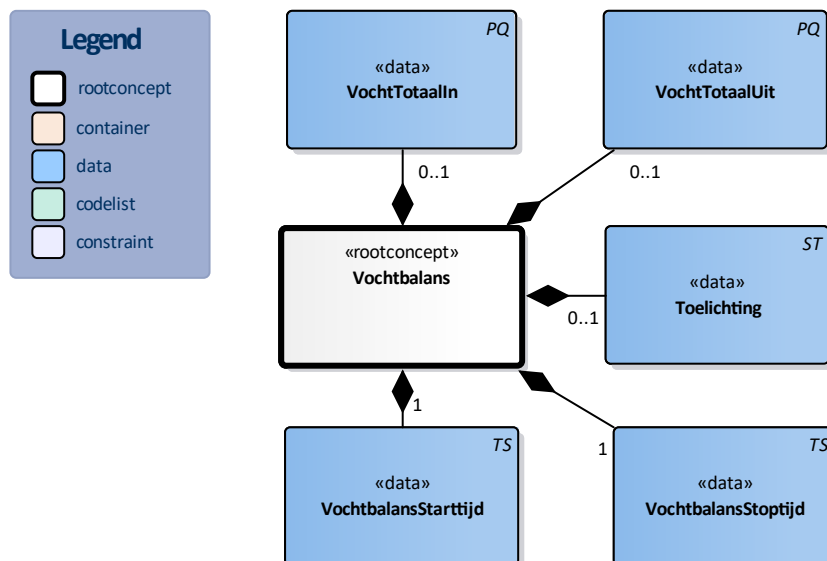 Legend
rootconcept
container
data
codelist
constraint
PQ
«data»
VochtTotaalIn
0..1
PQ
«data»
VochtTotaalUit
0..1
«rootconcept»
Vochtbalans
ST
«data»
Toelichting
0..1
1
TS
«data»
VochtbalansStarttijd
1
TS
«data»
VochtbalansStoptijd